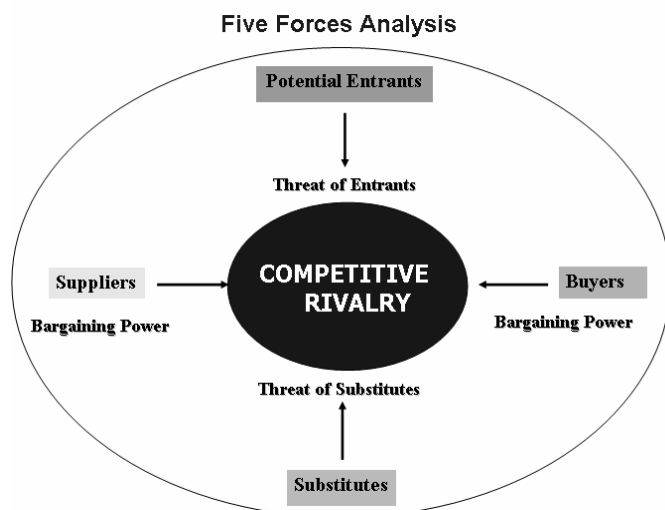 Five Forces Analysis
Potential Entrants
Threat of Entrants
COMPETITIVE
RIVALRY
Suppliers
Bargaining Power
Buyers
Bargaining Power
Threat of Substitutes
Substitutes